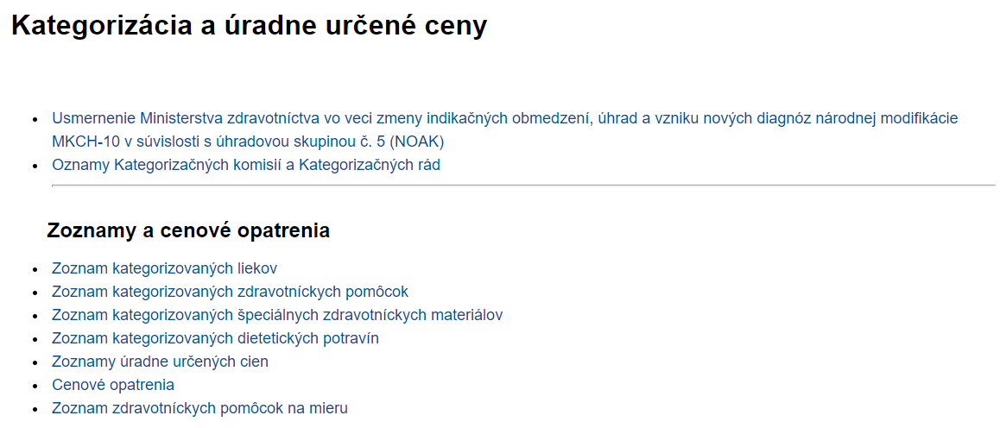 Kategorizácia a úradne určené ceny
Usmernenie Ministerstva zdravotníctva vo veci zmeny indikačných obmedzení, úhrad a vzniku nových diagnóz národnej modifikácie
MKCH-10 v súvislosti s úhradovou skupinou č. 5 (NOAK)
Oznamy Kategorizačných komisií a Kategorizačných rád
Zoznamy a cenové opatrenia
Zoznam kategorizovaných liekov
Zoznam kategorizovaných zdravotníckych pomôcok
Zoznam kategorizovaných špeciálnych zdravotníckych materiálov
Zoznam kategorizovaných dietetických potravín
Zoznamy úradne určených cien
Cenové opatrenia
Zoznam zdravotníckych pomôcok na mieru